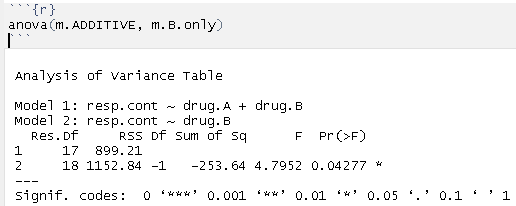 ```{r}
anova(m.ADDITIVE, m.B.only)
```
Analysis of Variance Table
Model 1: resp.cont ~ drug.A + drug.B
Model 2: resp.cont ~ drug.B
  Res.Df     RSS Df Sum of Sq      F  Pr(>F)
1     17  899.21
2     18 1152.84 -1   -253.64 4.7952 0.04277 *
---
Signif. codes:  0 ‘***’ 0.001 ‘**’ 0.01 ‘*’ 0.05 ‘.’ 0.1 ‘ ’ 1